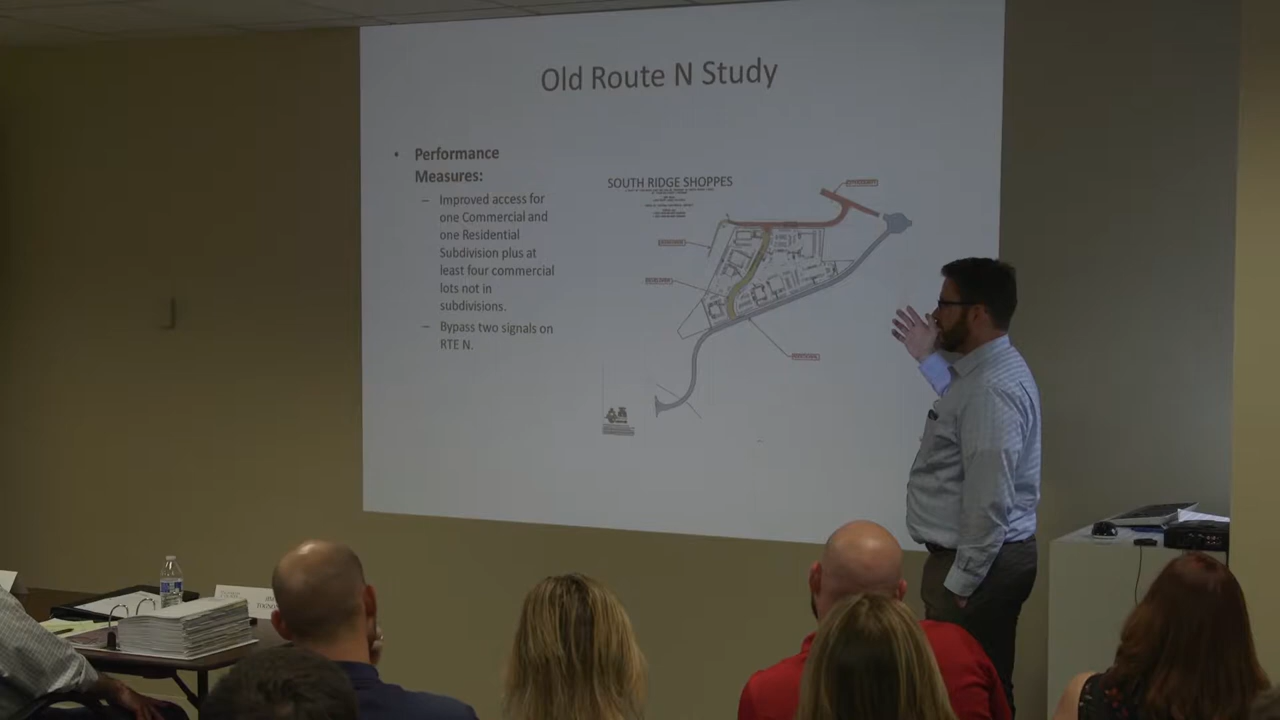 Old Route N Study
• Performance
Measures:
– Improved access for
one Commercial and
one Residential
Subdivision plus at
least four commercial
lots not in
subdivisions.
– Bypass two signals on
RTE N.
SOUTH RIDGE SHOPPES